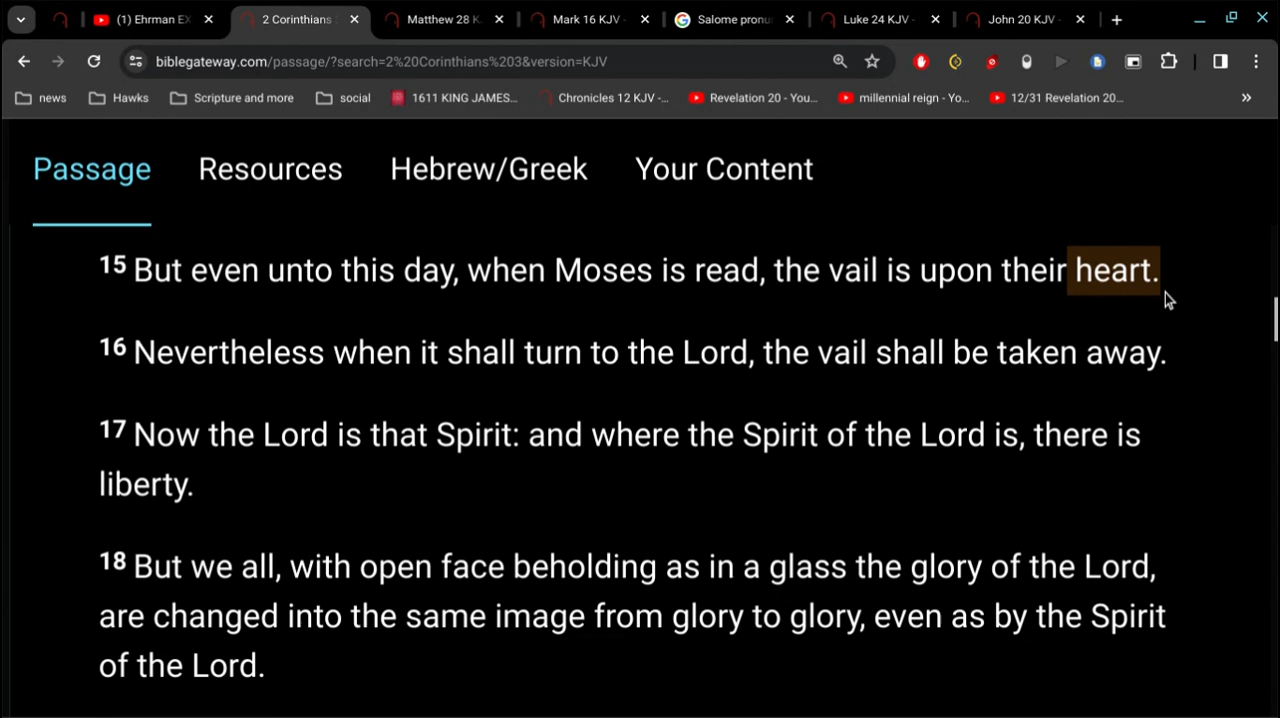 (1) Ehrman EX
2 Corinthians
Matthew 28 K
Mark 16 KJV -
Salome pronu
Luke 24 KJV -
John 20 KJV -
biblegateway.com/passage/?search=2%20Corinthians%203&version=KJV
news
Hawks
Scripture and more
social
1611 KING JAMES...
Chronicles 12 KJV -...
Revelation 20 - You...
millennial reign - Yo...
12/31 Revelation 20...
Passage
Resources
Hebrew/Greek
Your Content
15 But even unto this day, when Moses is read, the vail is upon their heart.
16 Nevertheless when it shall turn to the Lord, the vail shall be taken away.
17 Now the Lord is that Spirit: and where the Spirit of the Lord is, there is
liberty.
18 But we all, with open face beholding as in a glass the glory of the Lord,
are changed into the same image from glory to glory, even as by the Spirit
of the Lord.